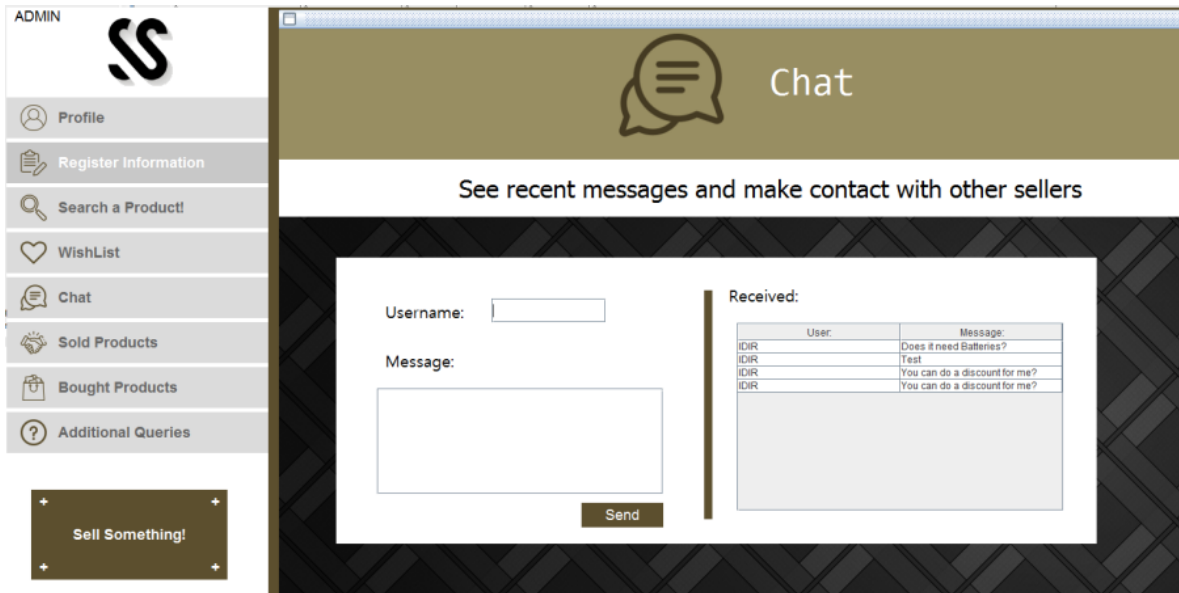 ADMIN
Profile
Register Information
Search a Product!
WishList
Chat
Sold Products
Bought Products
Additional Queries
Sell Something!
Chat
See recent messages and make contact with other sellers
Username:
Message:
Send
Received:
User: Message:
IDIR Does it need Batteries?
IDIR Test
IDIR You can do a discount for me?
IDIR You can do a discount for me?